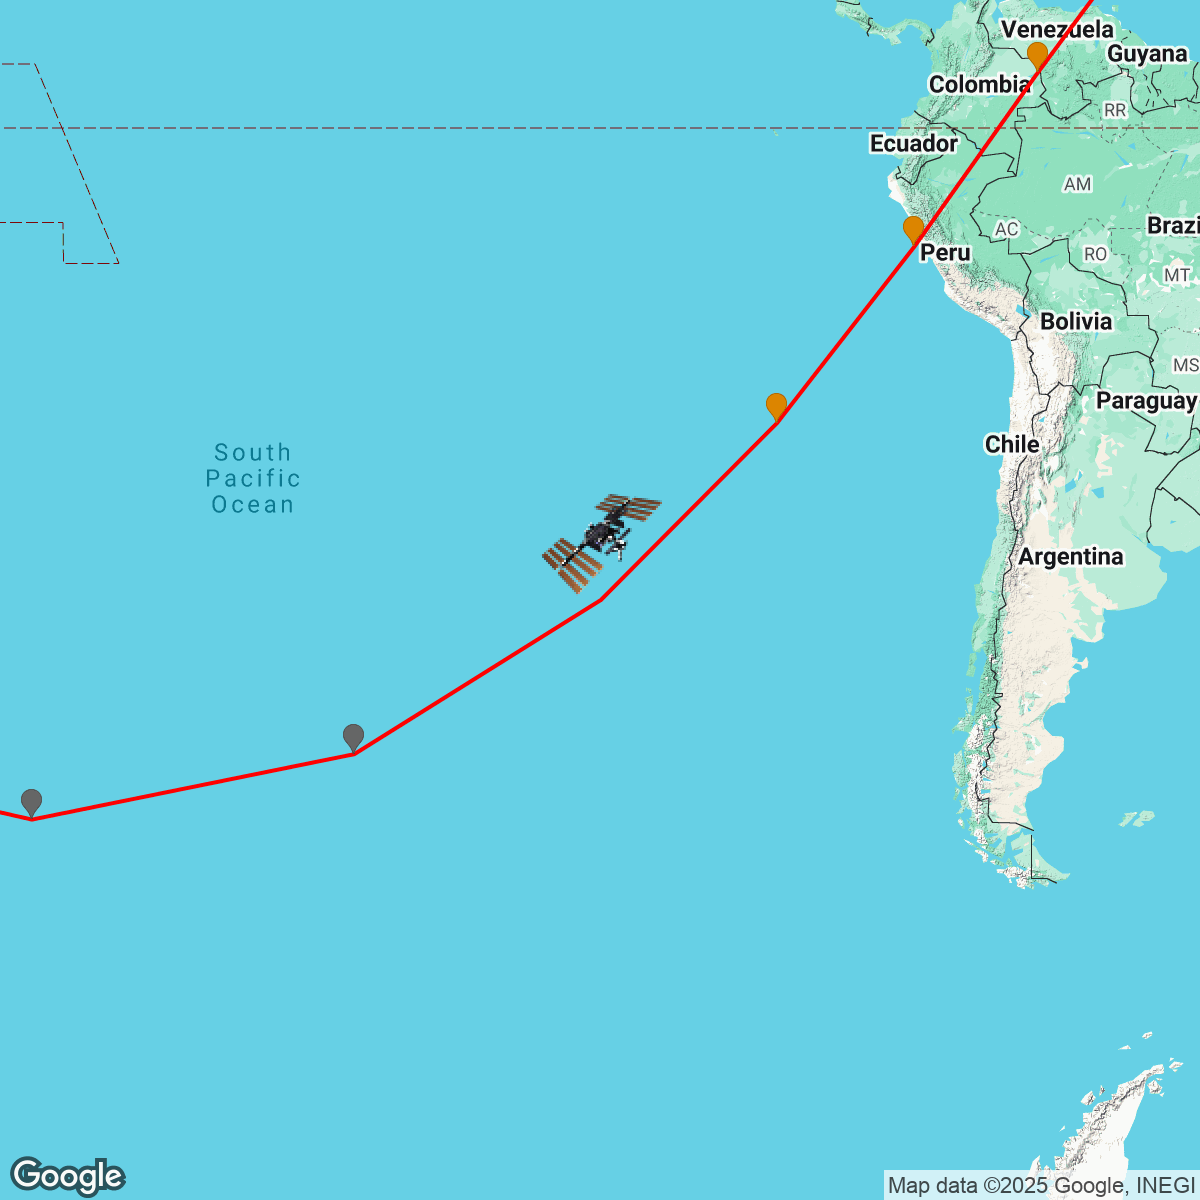 Venezuela
Guyana
Colombia
RR
Ecuador
AM
AC
Brazi
Peru
RO
MT
Bolivia
MS
Paraguay
Chile
South
Pacific
Ocean
Argentina
Google
Map data ©2025 Google, INEGI